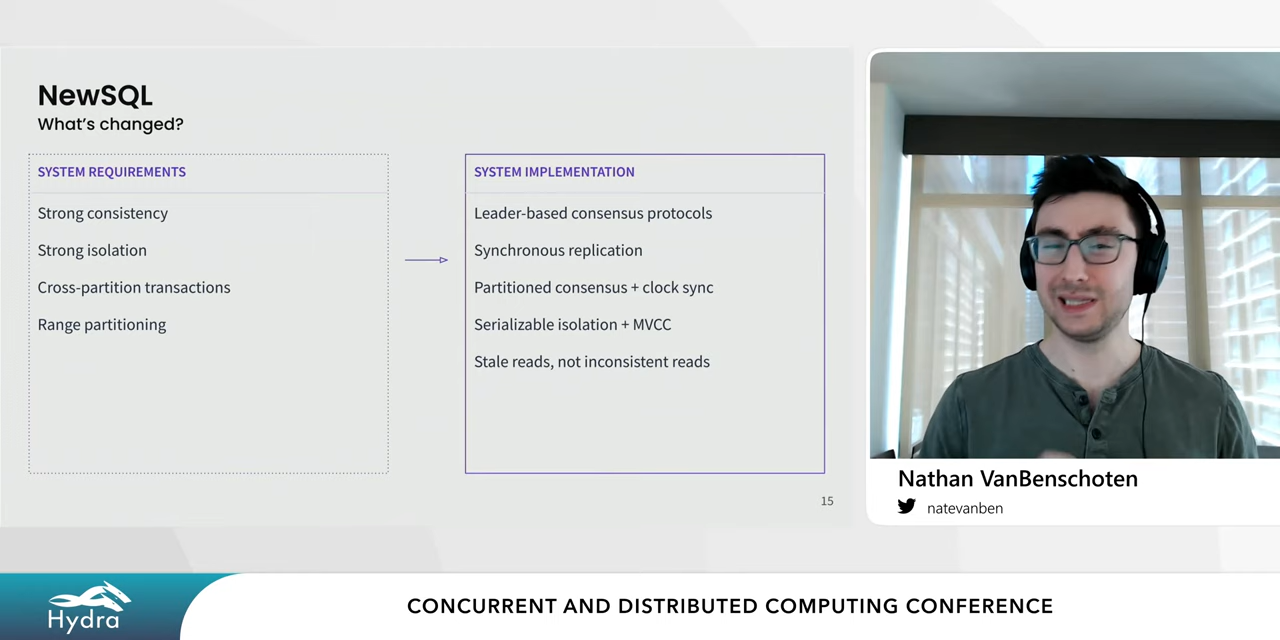 NewSQL
What's changed?
SYSTEM REQUIREMENTS
Strong consistency
Strong isolation
Cross-partition transactions
Range partitioning
SYSTEM IMPLEMENTATION
Leader-based consensus protocols
Synchronous replication
Partitioned consensus + clock sync
Serializable isolation + MVCC
Stale reads, not inconsistent reads
15
Nathan VanBenschoten
natevanben
Hydra
CONCURRENT AND DISTRIBUTED COMPUTING CONFERENCE